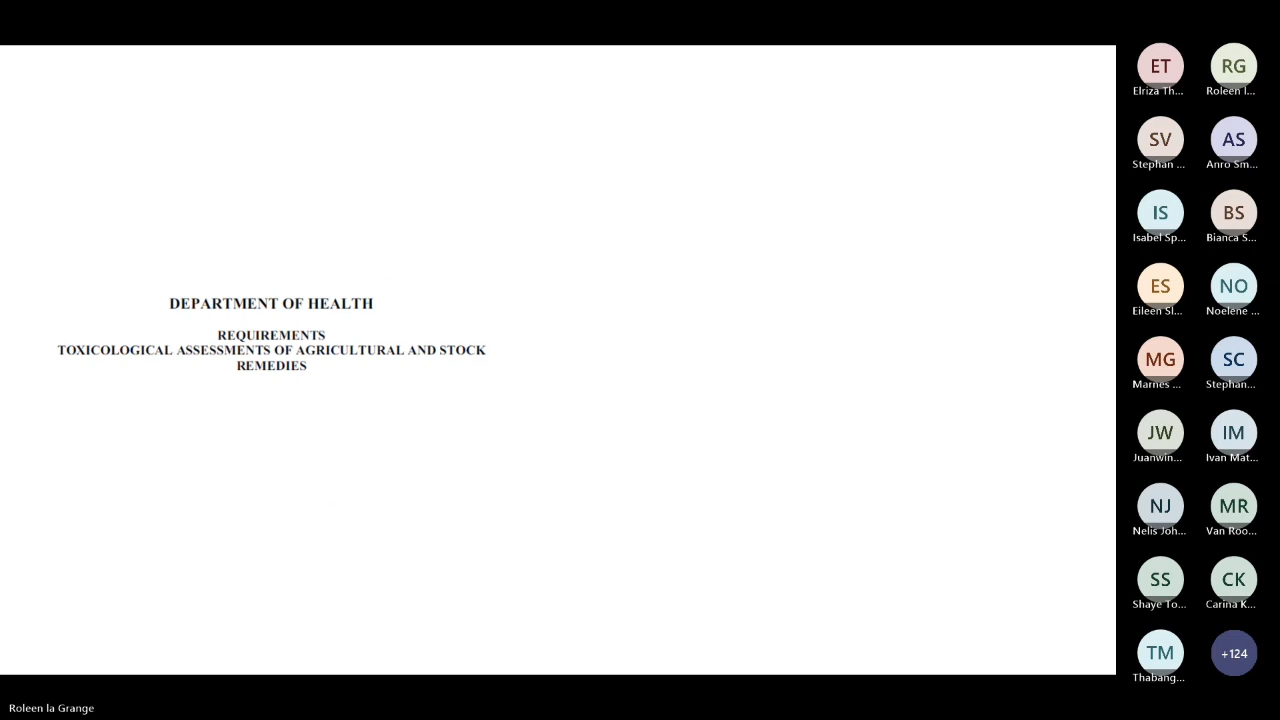 DEPARTMENT OF HEALTH
REQUIREMENTS
TOXICOLOGICAL ASSESSMENTS OF AGRICULTURAL AND STOCK
REMEDIES
ET
RG
Elriza Th...
Roleen l...
SV
AS
Stephan ...
Anro Sm...
IS
BS
Isabel Sp...
Bianca S...
ES
NO
Eileen Sl...
Noelene ...
MG
SC
Marnes ...
Stephan...
JW
IM
Juanwin...
Ivan Mat...
NJ
MR
Nelis Joh...
Van Roo...
SS
CK
Shaye To...
Carina K...
TM
+124
Thabang...
Roleen la Grange